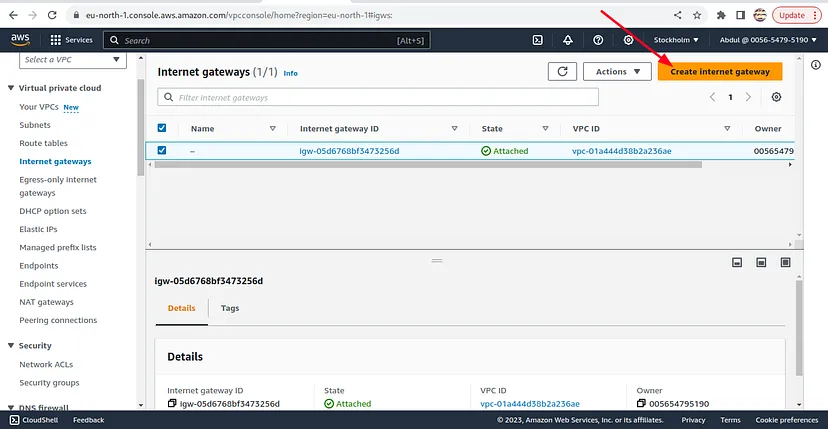 eu-north-1.console.aws.amazon.com/vpcconsole/home?region=eu-north-1#igws:
Update
aws
Services
Search
[Alt+S]
Stockholm
Abdul @ 0056-5479-5190
Select a VPC
Virtual private cloud
Your VPCs New
Subnets
Route tables
Internet gateways
Egress-only internet
gateways
DHCP option sets
Elastic IPs
Managed prefix lists
Endpoints
Endpoint services
NAT gateways
Peering connections
Security
Network ACLs
Security groups
DNS firewall
Internet gateways (1/1) Info
Actions
Create internet gateway
Filter internet gateways
1
Name
Internet gateway ID
State
VPC ID
Owner
–
igw-05d6768bf3473256d
Attached
vpc-01a444d38b2a236ae
00565479
igw-05d6768bf3473256d
Details
Tags
Details
Internet gateway ID
State
VPC ID
Owner
igw-05d6768bf3473256d
Attached
vpc-01a444d38b2a236ae
005654795190
CloudShell
Feedback
© 2023, Amazon Web Services, Inc. or its affiliates.
Privacy
Terms
Cookie preferences